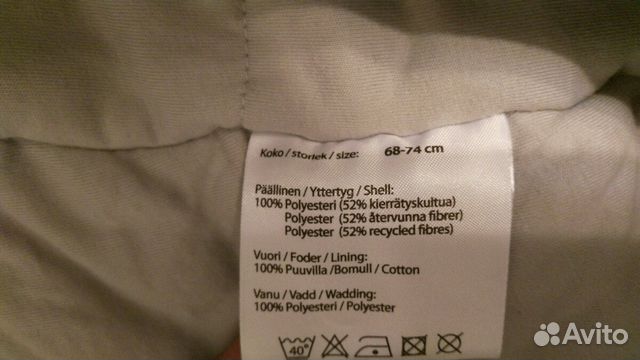 Koko / storlek / size: 68-74 cm
Päällinen / Yttertyg / Shell:
100% Polyesteri (52% kierrätyskuitua)
Polyester (52% återvunna fibrer)
Polyester (52% recycled fibres)
Vuori / Foder / Lining:
100% Puuvilla /Bomull / Cotton
Vanu / Vadd / Wadding:
100% Polyesteri / Polyester
40°
Avito